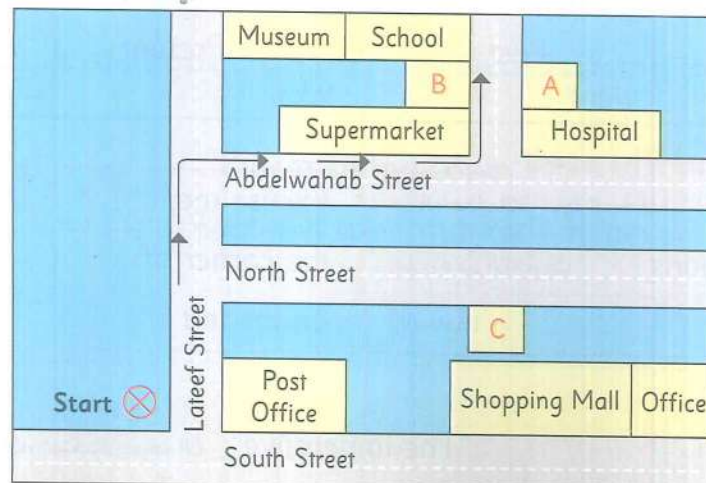 Museum
School
B
A
Supermarket
Hospital
Abdelwahab Street
North Street
Lateef Street
C
Start
Post
Office
Shopping Mall
Office
South Street